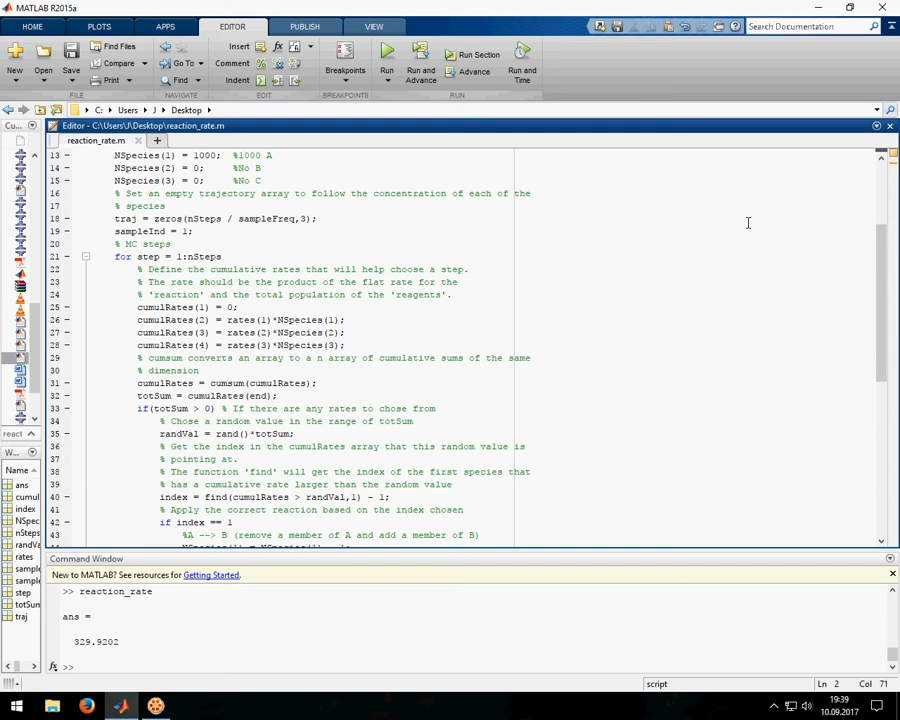 MATLAB R2015a
HOME PLOTS APPS EDITOR PUBLISH VIEW Search Documentation
New Open Save Find Files Compare Print Go To Find Insert fx Comment Indent Breakpoints Run Run and Advance Run Section Advance Run and Time
FILE NAVIGATE EDIT BREAKPOINTS RUN
C: Users J Desktop
Cu... Editor - C:\Users\J\Desktop\reaction_rate.m
reaction_rate.m
13 NSpecies(1) = 1000; %1000 A
14 NSpecies(2) = 0; %No B
15 NSpecies(3) = 0; %No C
16 % Set an empty trajectory array to follow the concentration of each of the
17 % species
18 traj = zeros(nSteps / sampleFreq,3);
19 sampleInd = 1;
20 % MC steps
21 for step = 1:nSteps
22 % Define the cumulative rates that will help choose a step.
23 % The rate should be the product of the flat rate for the
24 % 'reaction' and the total population of the 'reagents'.
25 cumulRates(1) = 0;
26 cumulRates(2) = rates(1)*NSpecies(1);
27 cumulRates(3) = rates(2)*NSpecies(2);
28 cumulRates(4) = rates(3)*NSpecies(3);
29 % cumsum converts an array to a n array of cumulative sums of the same
30 % dimension
31 cumulRates = cumsum(cumulRates);
32 totSum = cumulRates(end);
33 if(totSum > 0) % If there are any rates to chose from
34 % Chose a random value in the range of totSum
35 randVal = rand()*totSum;
36 % Get the index in the cumulRates array that this random value is
37 % pointing at.
38 % The function 'find' will get the index of the first species that
39 % has a cumulative rate larger than the random value
40 index = find(cumulRates > randVal,1) - 1;
41 % Apply the correct reaction based on the index chosen
42 if index == 1
43 %A --> B (remove a member of A and add a member of B)
react
W...
Name
ans
cumul
index
NSpec
nSteps
randVa
rates
sample
sample
step
totSun
traj
Command Window
New to MATLAB? See resources for Getting Started.
>> reaction_rate
ans =
329.9202
fx >>
script Ln 2 Col 71
19:39
10.09.2017